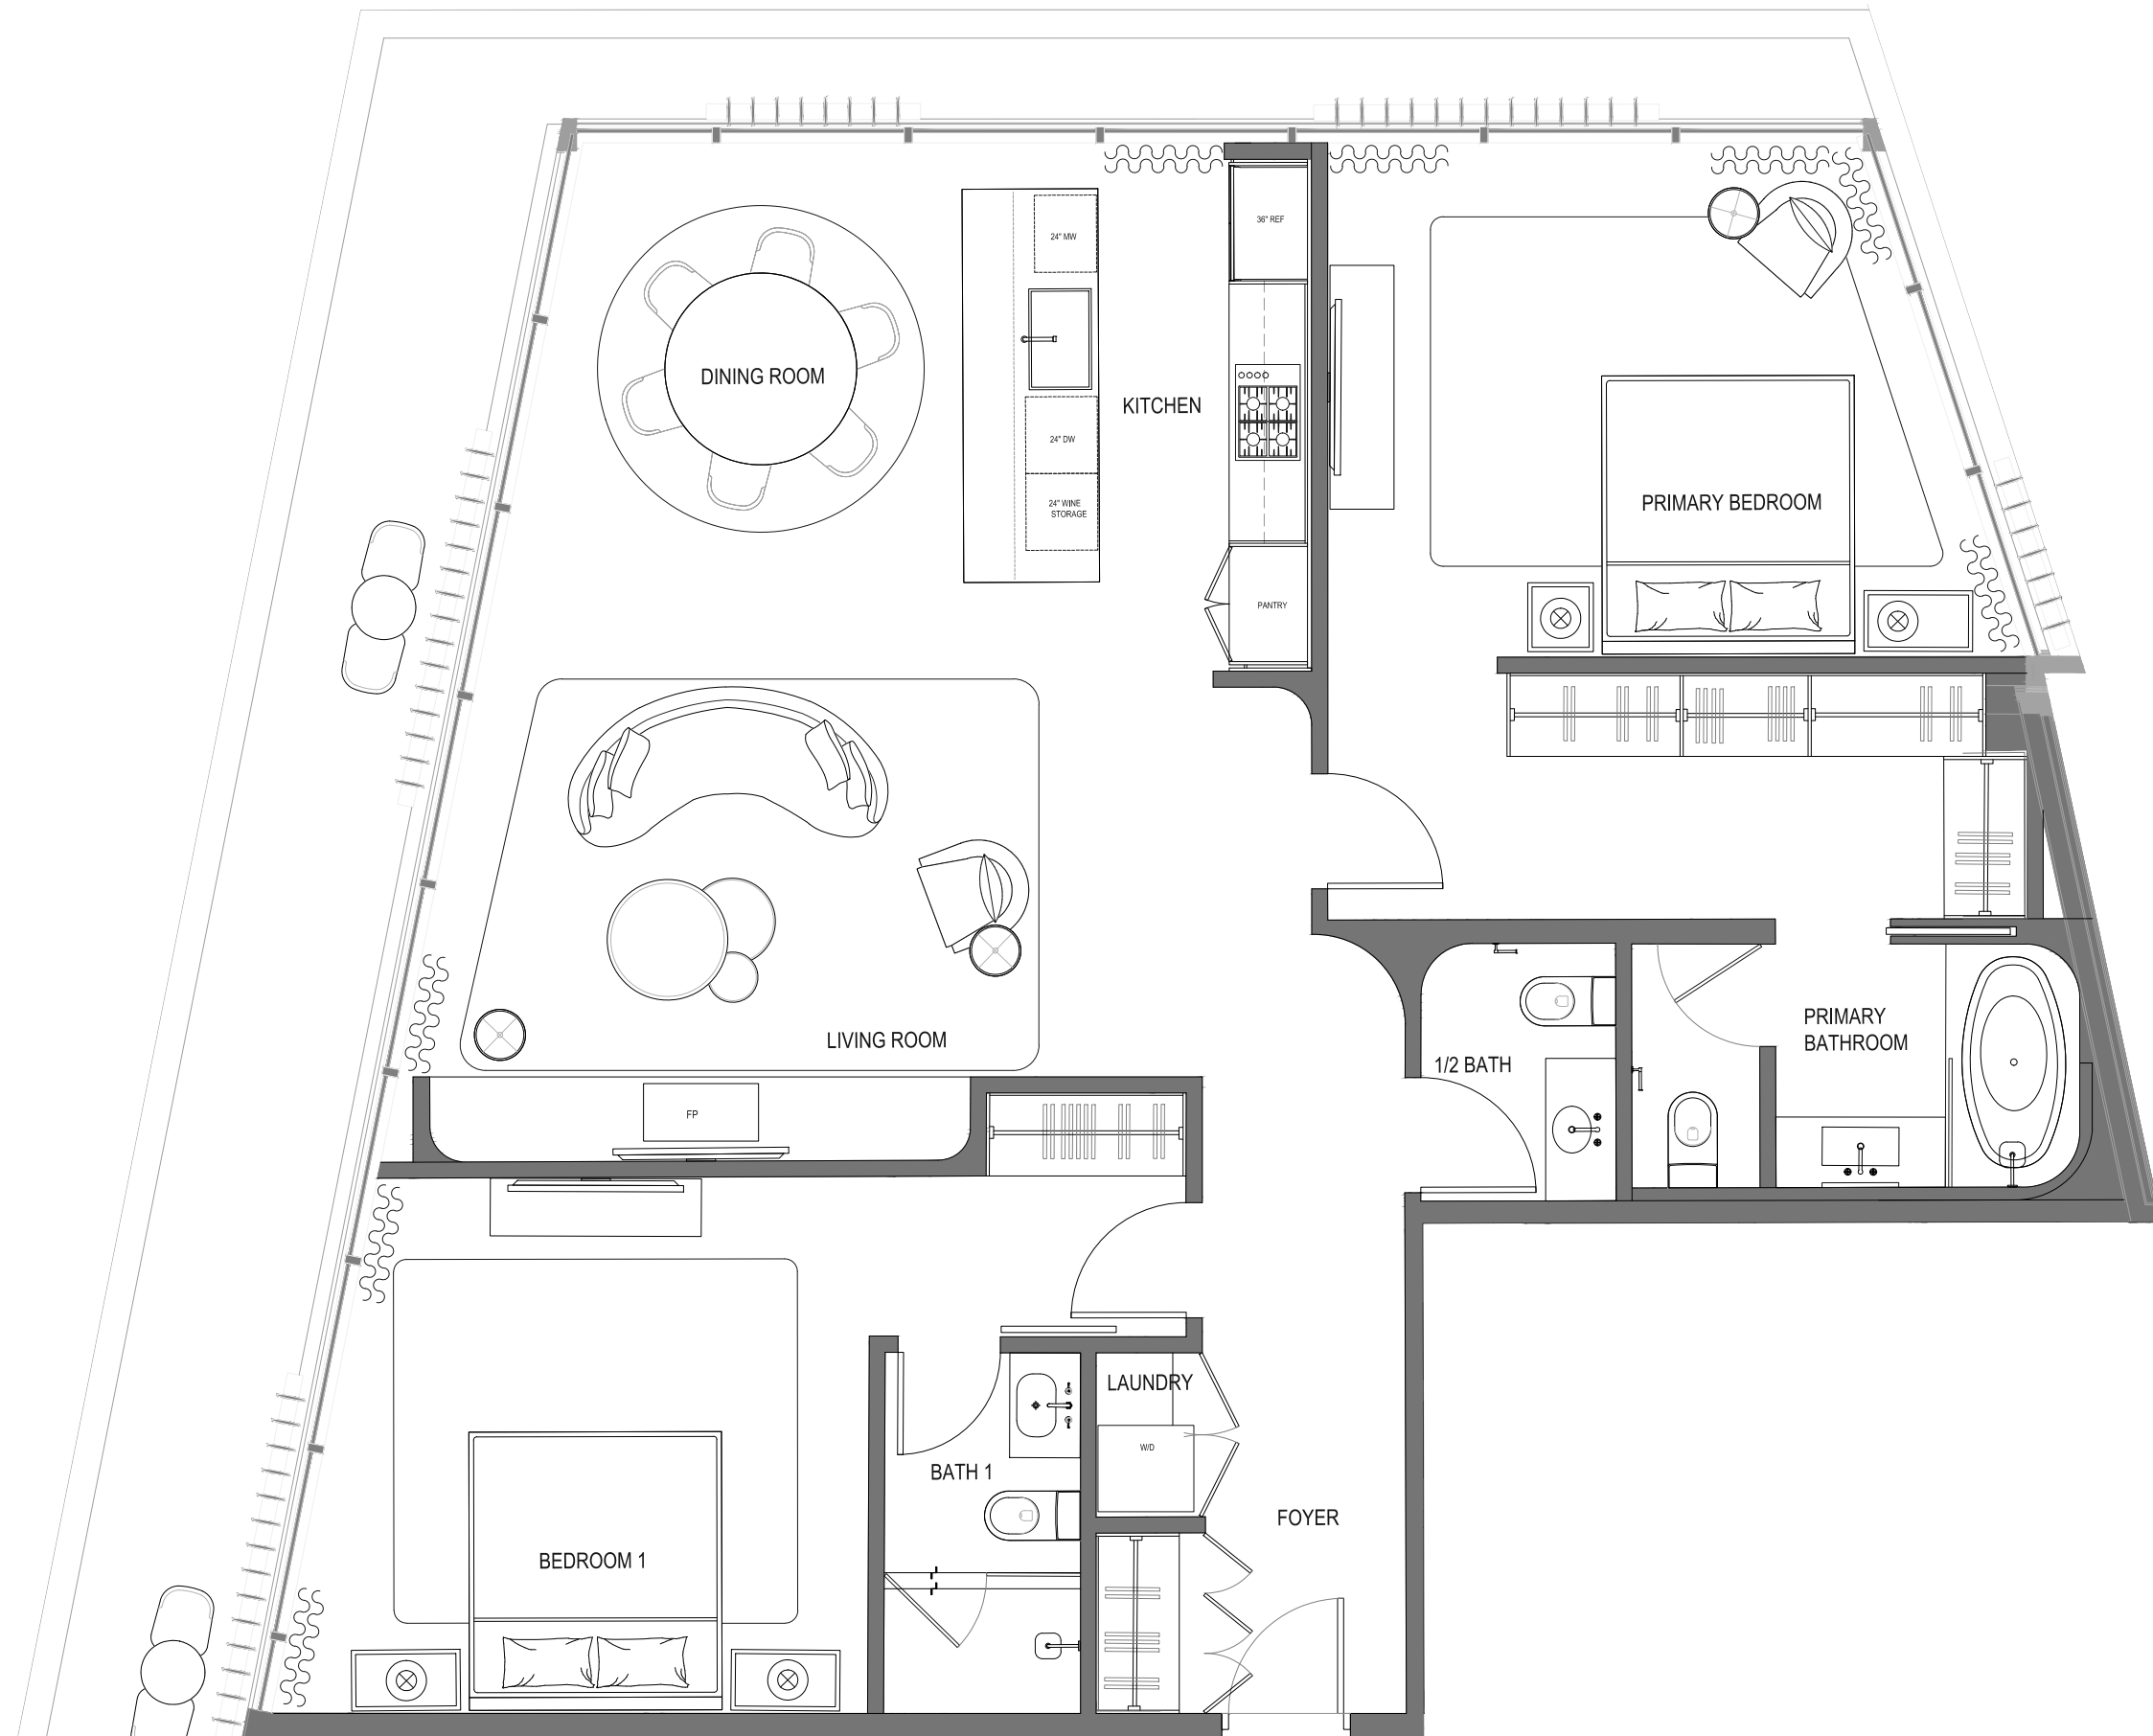 36" REF
24" MW
DINING ROOM
KITCHEN
24" DW
24" WINE
STORAGE
PRIMARY BEDROOM
PANTRY
LIVING ROOM
PRIMARY
BATHROOM
1/2 BATH
FP
LAUNDRY
W/D
BATH 1
FOYER
BEDROOM 1